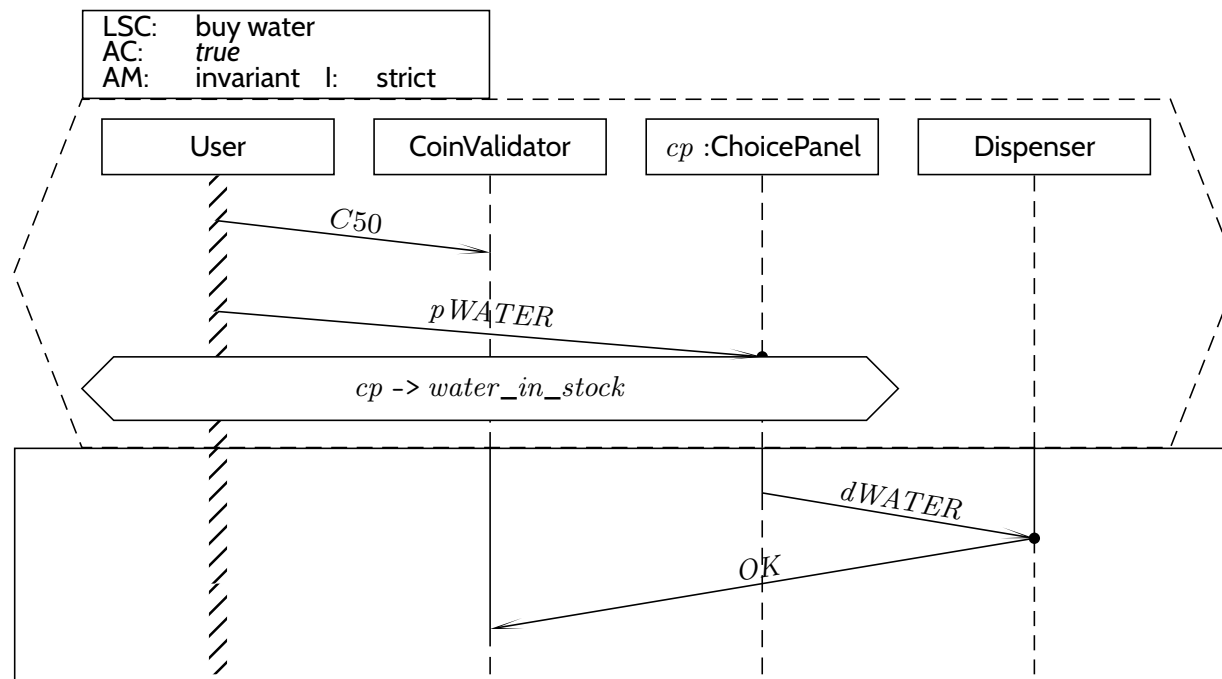 LSC: buy water
AC: true
AM: invariant I: strict
User CoinValidator cp :ChoicePanel Dispenser
C50
pWATER
cp -> water_in_stock
dWATER
OK